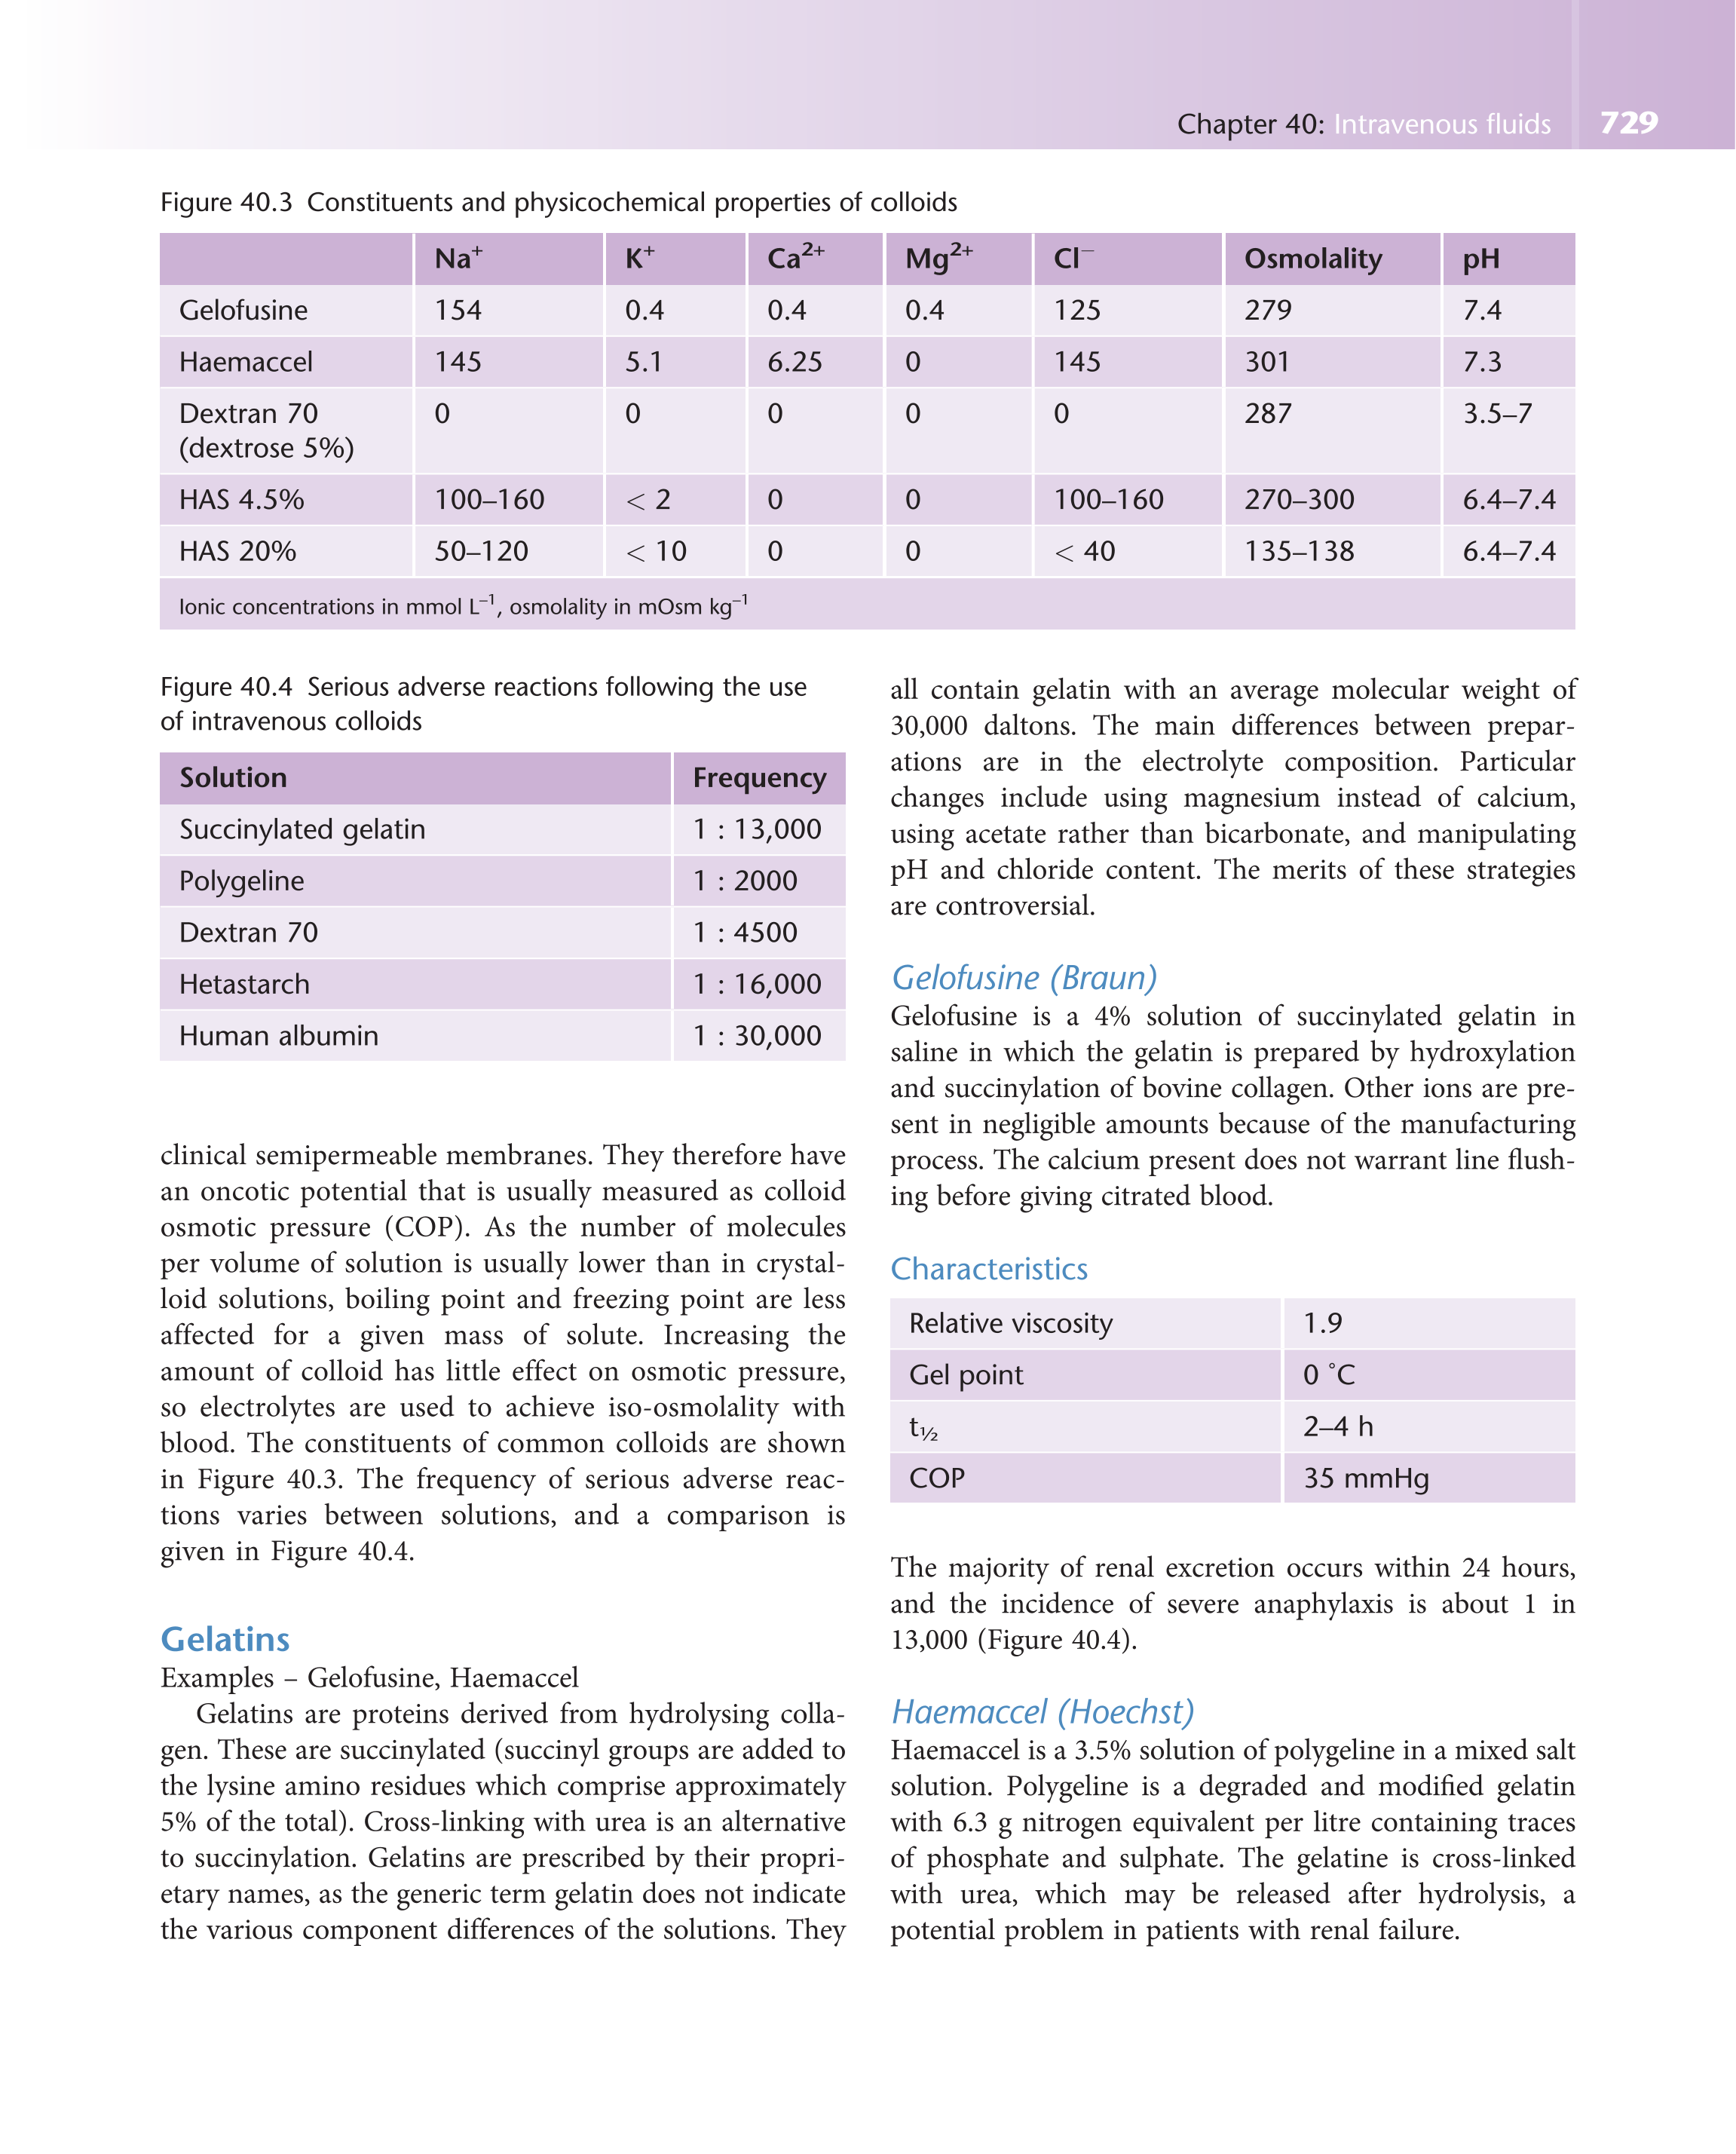 Chapter 40: Intravenous fluids 729
Figure 40.3 Constituents and physicochemical properties of colloids
Na⁺ K⁺ Ca²⁺ Mg²⁺ Cl⁻ Osmolality pH
Gelofusine 154 0.4 0.4 0.4 125 279 7.4
Haemaccel 145 5.1 6.25 0 145 301 7.3
Dextran 70 0 0 0 0 0 287 3.5–7
(dextrose 5%)
HAS 4.5% 100–160 < 2 0 0 100–160 270–300 6.4–7.4
HAS 20% 50–120 < 10 0 0 < 40 135–138 6.4–7.4
Ionic concentrations in mmol L⁻¹, osmolality in mOsm kg⁻¹
Figure 40.4 Serious adverse reactions following the use
of intravenous colloids
Solution Frequency
Succinylated gelatin 1 : 13,000
Polygeline 1 : 2000
Dextran 70 1 : 4500
Hetastarch 1 : 16,000
Human albumin 1 : 30,000
clinical semipermeable membranes. They therefore have
an oncotic potential that is usually measured as colloid
osmotic pressure (COP). As the number of molecules
per volume of solution is usually lower than in crystal-
loid solutions, boiling point and freezing point are less
affected for a given mass of solute. Increasing the
amount of colloid has little effect on osmotic pressure,
so electrolytes are used to achieve iso-osmolality with
blood. The constituents of common colloids are shown
in Figure 40.3. The frequency of serious adverse reac-
tions varies between solutions, and a comparison is
given in Figure 40.4.
Gelatins
Examples – Gelofusine, Haemaccel
Gelatins are proteins derived from hydrolysing colla-
gen. These are succinylated (succinyl groups are added to
the lysine amino residues which comprise approximately
5% of the total). Cross-linking with urea is an alternative
to succinylation. Gelatins are prescribed by their propri-
etary names, as the generic term gelatin does not indicate
the various component differences of the solutions. They
all contain gelatin with an average molecular weight of
30,000 daltons. The main differences between prepar-
ations are in the electrolyte composition. Particular
changes include using magnesium instead of calcium,
using acetate rather than bicarbonate, and manipulating
pH and chloride content. The merits of these strategies
are controversial.
Gelofusine (Braun)
Gelofusine is a 4% solution of succinylated gelatin in
saline in which the gelatin is prepared by hydroxylation
and succinylation of bovine collagen. Other ions are pre-
sent in negligible amounts because of the manufacturing
process. The calcium present does not warrant line flush-
ing before giving citrated blood.
Characteristics
Relative viscosity 1.9
Gel point 0 °C
t½ 2–4 h
COP 35 mmHg
The majority of renal excretion occurs within 24 hours,
and the incidence of severe anaphylaxis is about 1 in
13,000 (Figure 40.4).
Haemaccel (Hoechst)
Haemaccel is a 3.5% solution of polygeline in a mixed salt
solution. Polygeline is a degraded and modified gelatin
with 6.3 g nitrogen equivalent per litre containing traces
of phosphate and sulphate. The gelatine is cross-linked
with urea, which may be released after hydrolysis, a
potential problem in patients with renal failure.